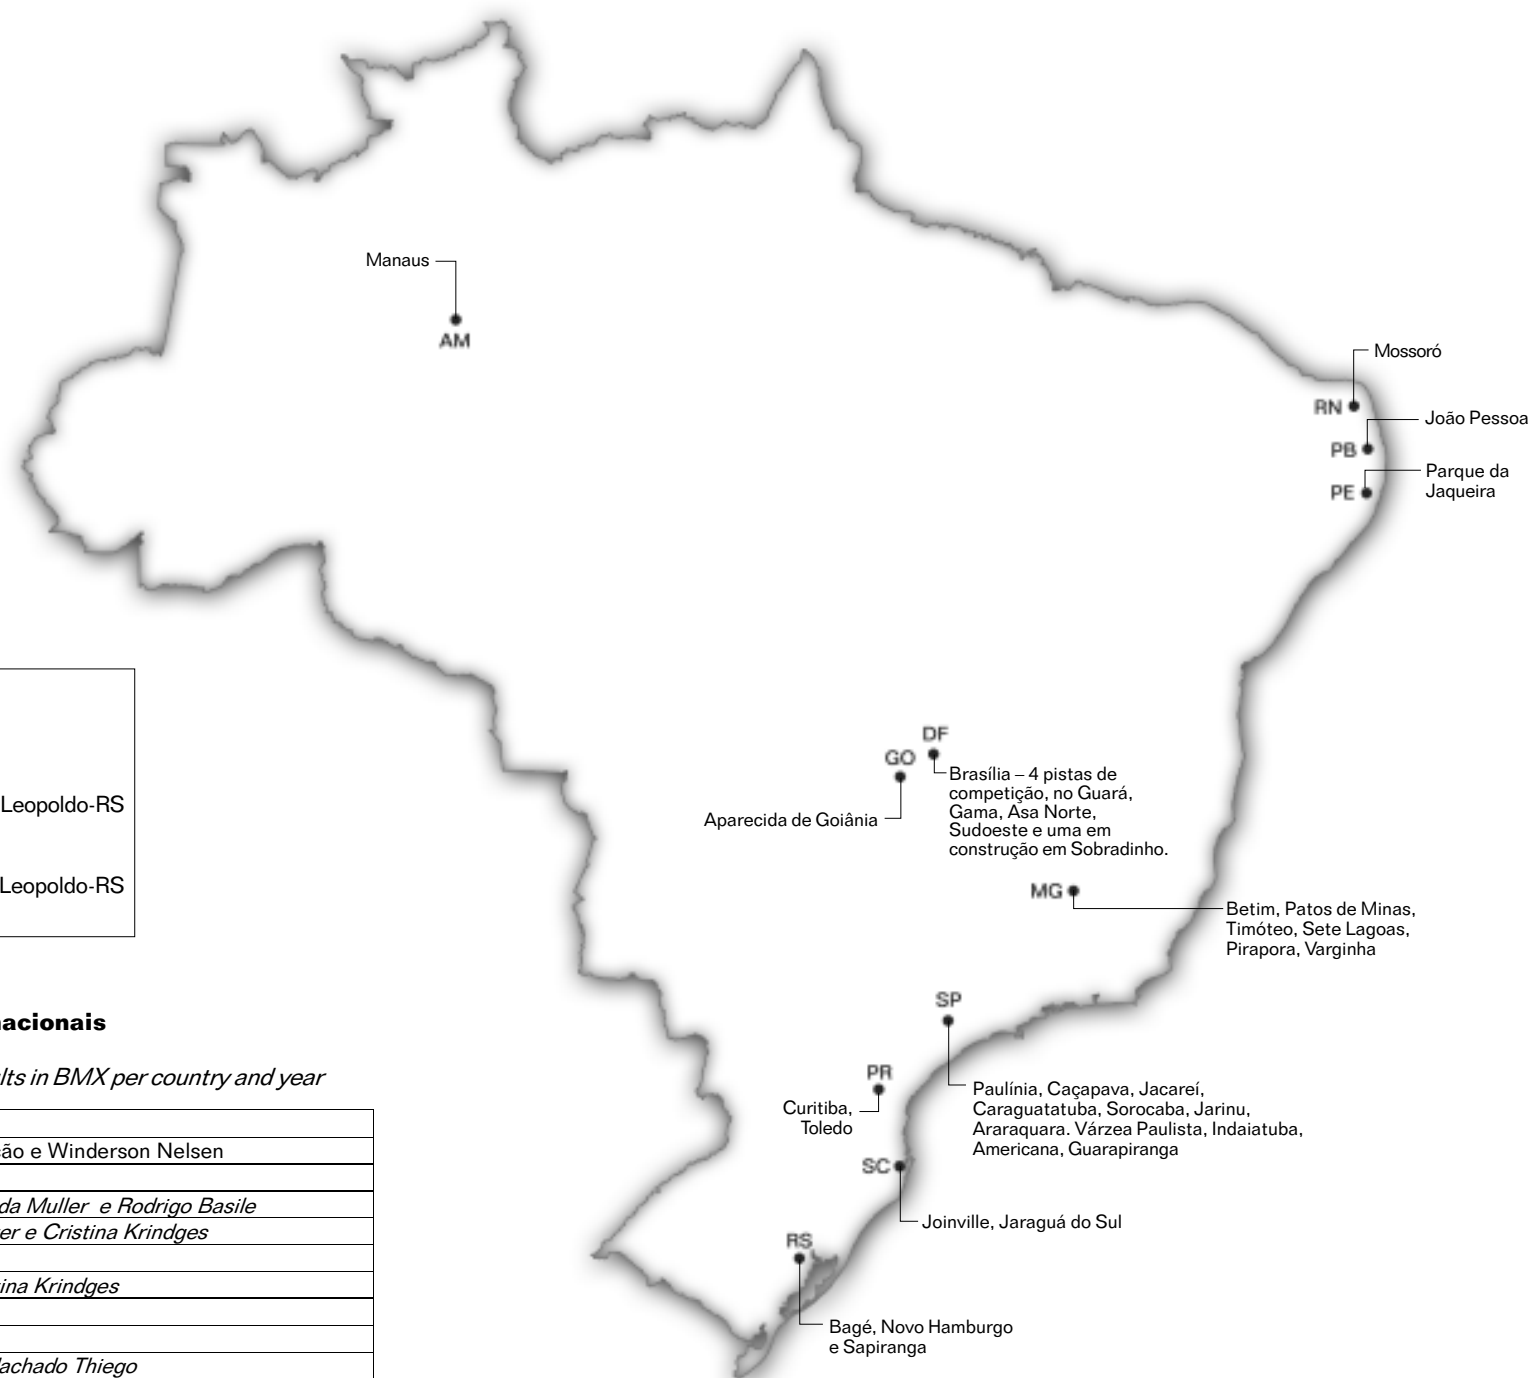 Manaus
AM
Mossoró
RN
João Pessoa
PB
Parque da
Jaqueira
PE
DF
GO
Brasília – 4 pistas de
competição, no Guará,
Gama, Asa Norte,
Sudoeste e uma em
construção em Sobradinho.
Aparecida de Goiânia
MG
Betim, Patos de Minas,
Timóteo, Sete Lagoas,
Pirapora, Varginha
SP
Paulínia, Caçapava, Jacareí,
Caraguatatuba, Sorocaba, Jarinu,
Araraquara. Várzea Paulista, Indaiatuba,
Americana, Guarapiranga
PR
Curitiba,
Toledo
SC
Joinville, Jaraguá do Sul
RS
Bagé, Novo Hamburgo
e Sapiranga
Leopoldo-RS
Leopoldo-RS
nacionais
lts in BMX per country and year
são e Winderson Nelsen
da Muller e Rodrigo Basile
er e Cristina Krindges
tina Krindges
Machado Thiego